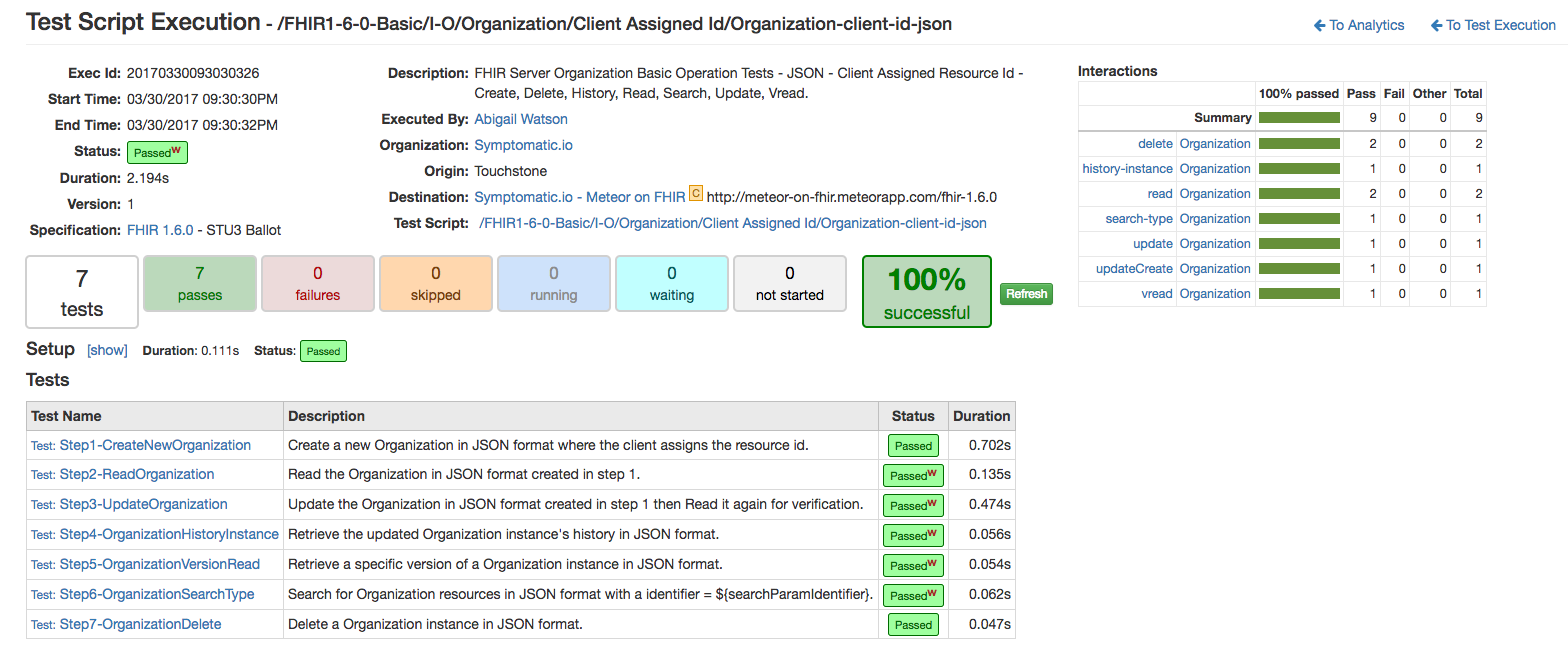 Test Script Execution - /FHIR1-6-0-Basic/I-O/Organization/Client Assigned Id/Organization-client-id-json
To Analytics
To Test Execution
Exec Id: 20170330093030326
Start Time: 03/30/2017 09:30:30PM
End Time: 03/30/2017 09:30:32PM
Status: PassedW
Duration: 2.194s
Version: 1
Specification: FHIR 1.6.0 - STU3 Ballot
Description: FHIR Server Organization Basic Operation Tests - JSON - Client Assigned Resource Id -
Create, Delete, History, Read, Search, Update, Vread.
Executed By: Abigail Watson
Organization: Symptomatic.io
Origin: Touchstone
Destination: Symptomatic.io - Meteor on FHIR C http://meteor-on-fhir.meteorapp.com/fhir-1.6.0
Test Script: /FHIR1-6-0-Basic/I-O/Organization/Client Assigned Id/Organization-client-id-json
Interactions
100% passed Pass Fail Other Total
Summary 9 0 0 9
delete Organization 2 0 0 2
history-instance Organization 1 0 0 1
read Organization 2 0 0 2
search-type Organization 1 0 0 1
update Organization 1 0 0 1
updateCreate Organization 1 0 0 1
vread Organization 1 0 0 1
7
tests
7
passes
0
failures
0
skipped
0
running
0
waiting
0
not started
100%
successful
Refresh
Setup [show] Duration: 0.111s Status: Passed
Tests
Test Name Description Status Duration
Test: Step1-CreateNewOrganization Create a new Organization in JSON format where the client assigns the resource id. Passed 0.702s
Test: Step2-ReadOrganization Read the Organization in JSON format created in step 1. PassedW 0.135s
Test: Step3-UpdateOrganization Update the Organization in JSON format created in step 1 then Read it again for verification. PassedW 0.474s
Test: Step4-OrganizationHistoryInstance Retrieve the updated Organization instance's history in JSON format. PassedW 0.056s
Test: Step5-OrganizationVersionRead Retrieve a specific version of a Organization instance in JSON format. PassedW 0.054s
Test: Step6-OrganizationSearchType Search for Organization resources in JSON format with a identifier = ${searchParamIdentifier}. PassedW 0.062s
Test: Step7-OrganizationDelete Delete a Organization instance in JSON format. Passed 0.047s